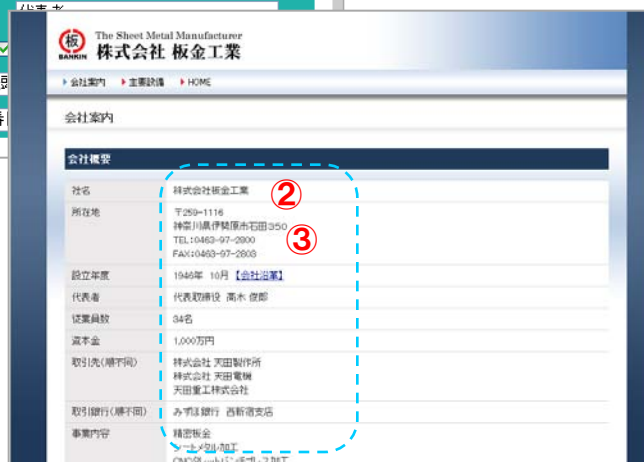 代表者
The Sheet Metal Manufacturer
板
BANKIN
株式会社 板金工業
会社案内 主要設備 HOME
会社案内
会社概要
社名 株式会社板金工業
②
所在地 〒259-1116
神奈川県伊勢原市石田350
③
TEL:0463-97-2800
FAX:0463-97-2803
設立年度 1946年 10月 【会社沿革】
代表者 代表取締役 高木 俊郎
従業員数 34名
資本金 1,000万円
取引先(順不同) 株式会社 天田製作所
株式会社 天田電機
天田重工株式会社
取引銀行(順不同) みずほ銀行 西新宿支店
事業内容 精密板金
シートメタル加工